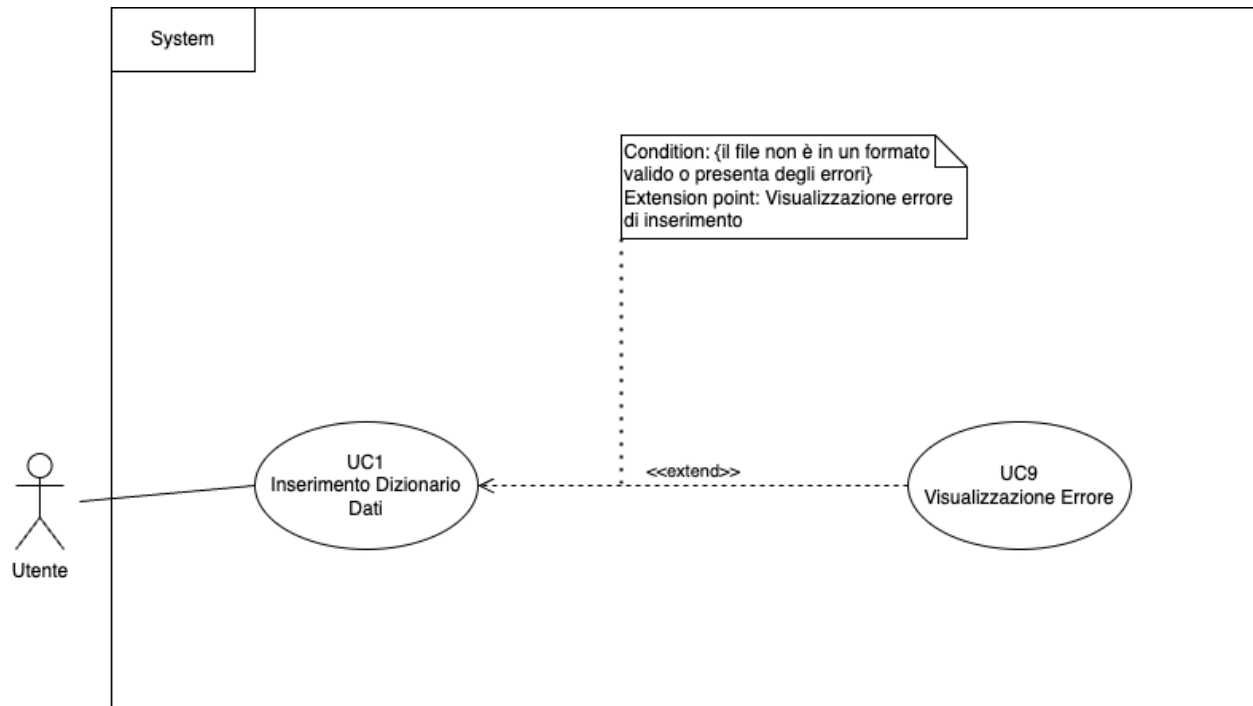 System
Condition: {il file non è in un formato
valido o presenta degli errori}
Extension point: Visualizzazione errore
di inserimento
UC1
Inserimento Dizionario
Dati
<<extend>>
UC9
Visualizzazione Errore
Utente